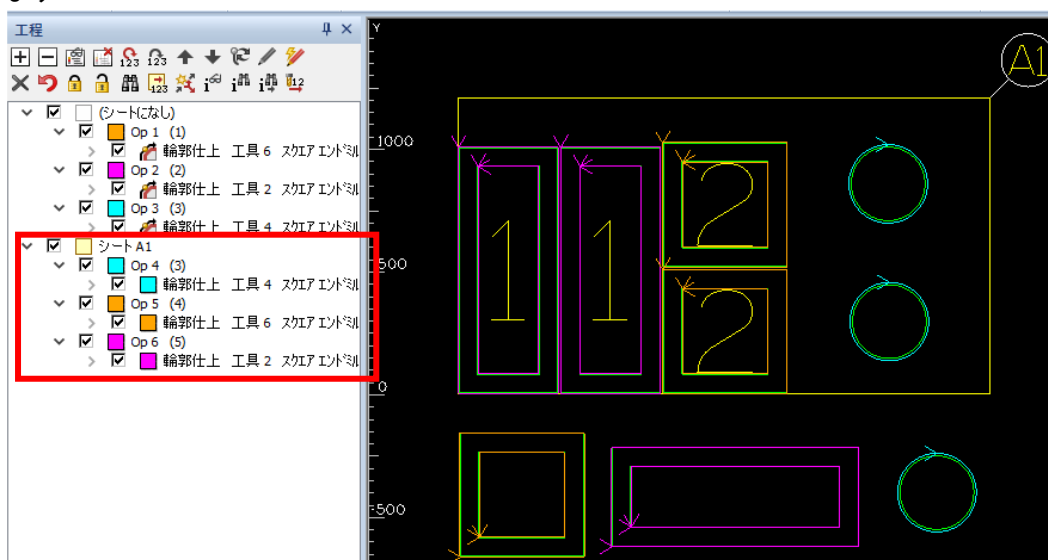 工程
(シートになし)
Op 1 (1)
輪郭仕上 工具 6 スクエアエンドミル
Op 2 (2)
輪郭仕上 工具 2 スクエアエンドミル
Op 3 (3)
輪郭仕上 工具 4 スクエアエンドミル
シート A1
Op 4 (3)
輪郭仕上 工具 4 スクエアエンドミル
Op 5 (4)
輪郭仕上 工具 6 スクエアエンドミル
Op 6 (5)
輪郭仕上 工具 2 スクエアエンドミル
Y
A1
1000
500
0
-500
1
1
2
2